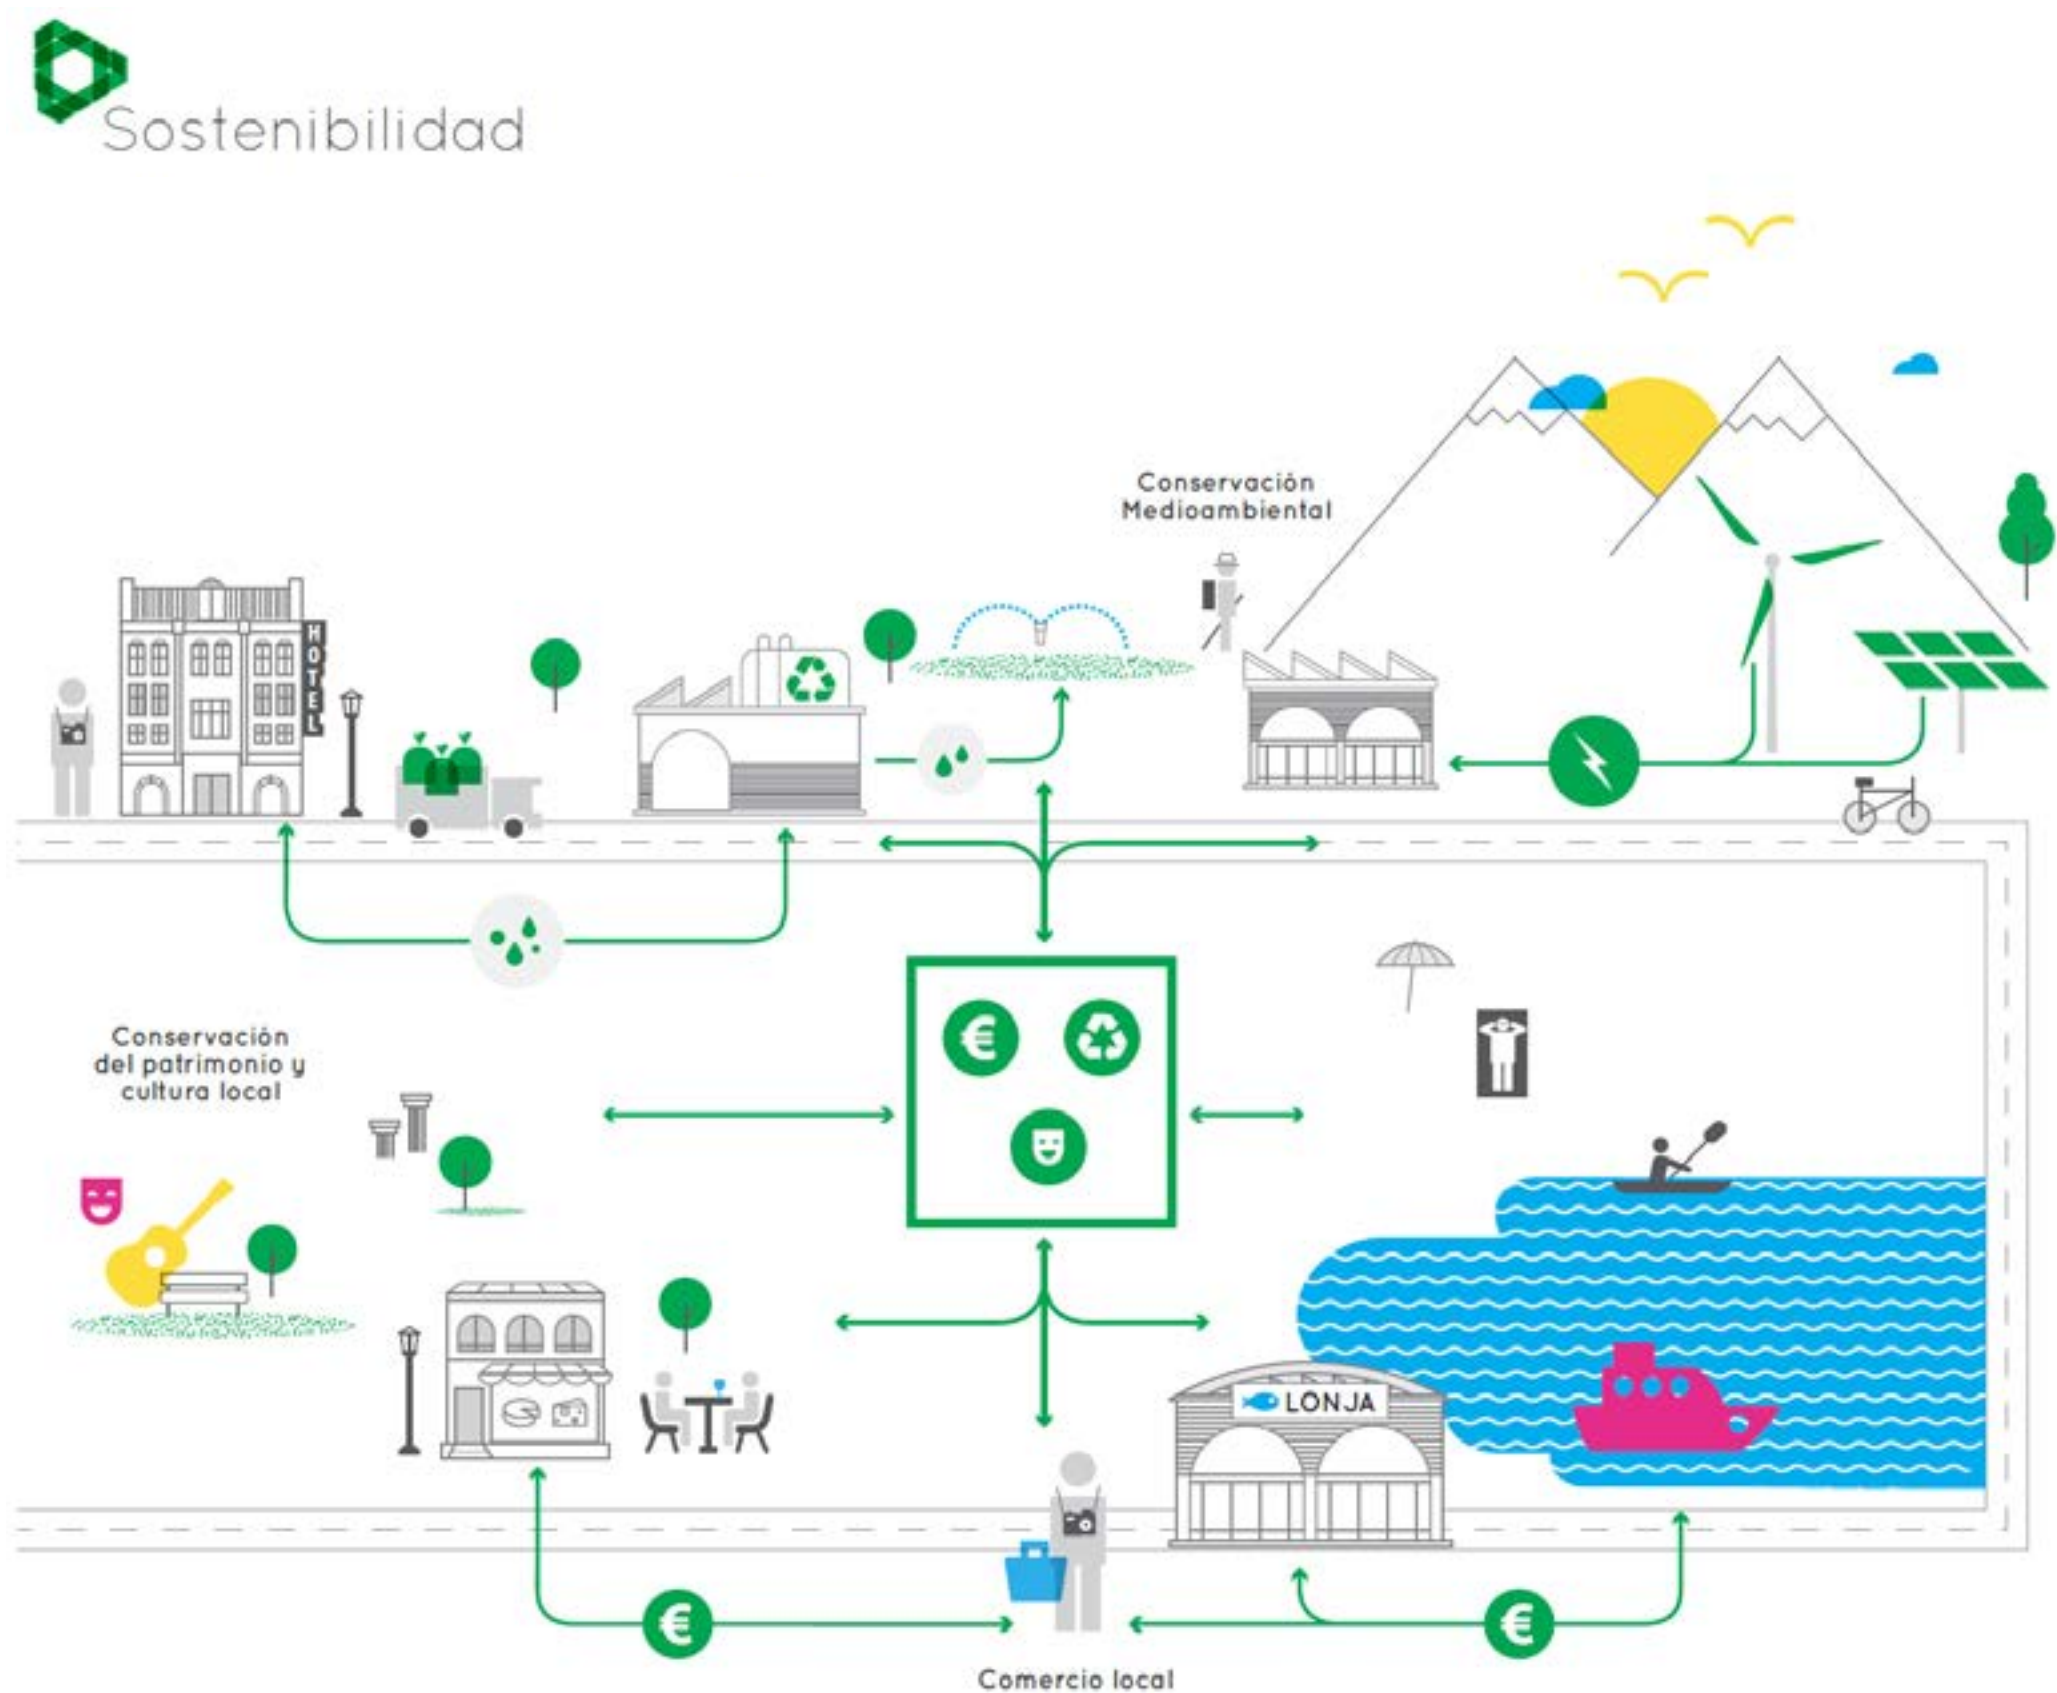 Sostenibilidad
Conservación
Medioambiental
HOTEL
Conservación
del patrimonio y
cultura local
LONJA
Comercio local